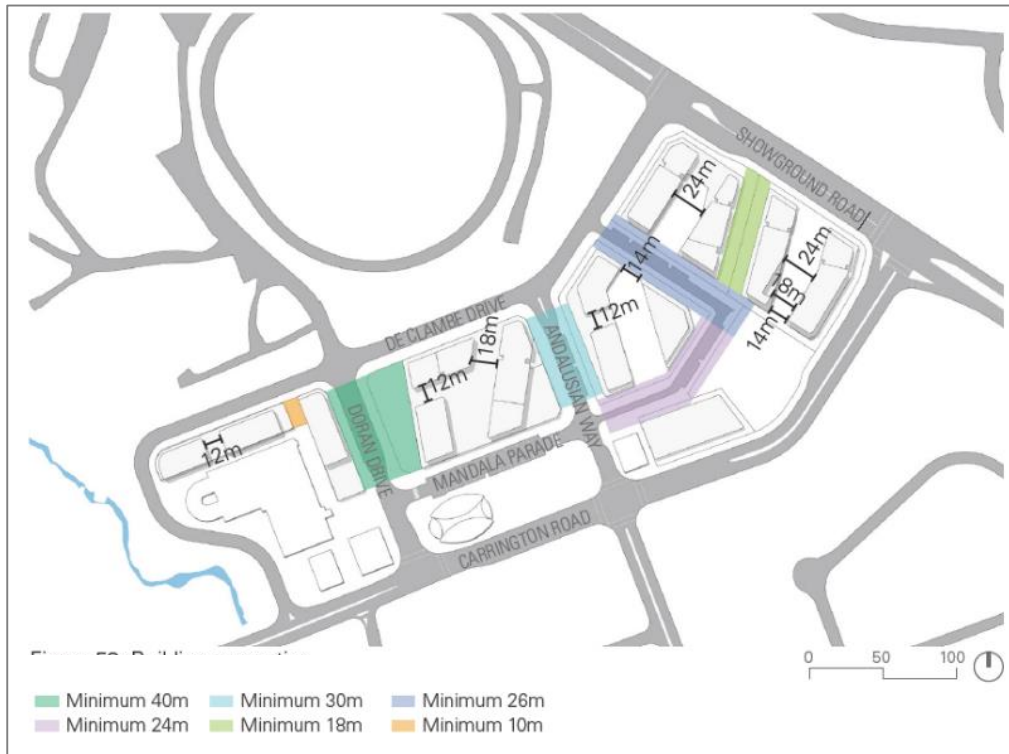 SHOWGROUND ROAD
24m
24m
18m
14m
14m
12m
DE CLAMBE DRIVE
ANDALUSIAN WAY
18m
12m
DORAN DRIVE
12m
MANDALA PARADE
CARRINGTON ROAD
0 50 100
Minimum 40m Minimum 30m Minimum 26m
Minimum 24m Minimum 18m Minimum 10m